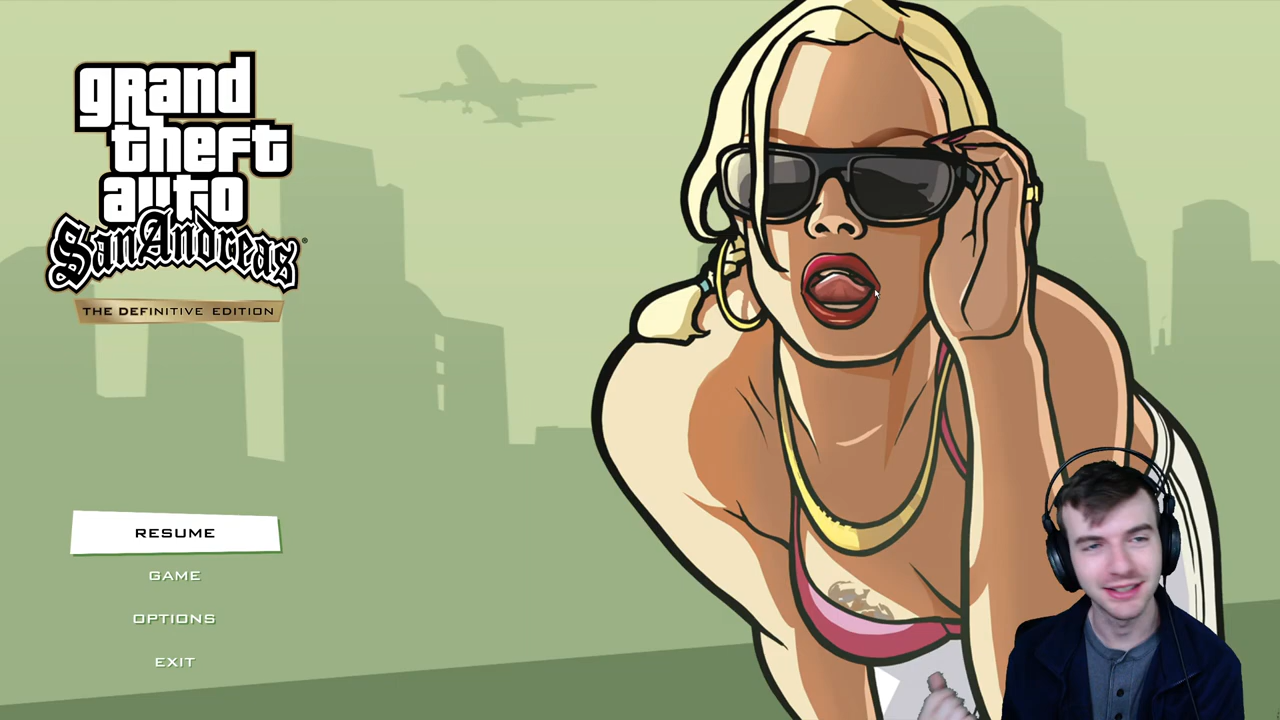 grand
theft
auto
San Andreas
THE DEFINITIVE EDITION
RESUME
GAME
OPTIONS
EXIT